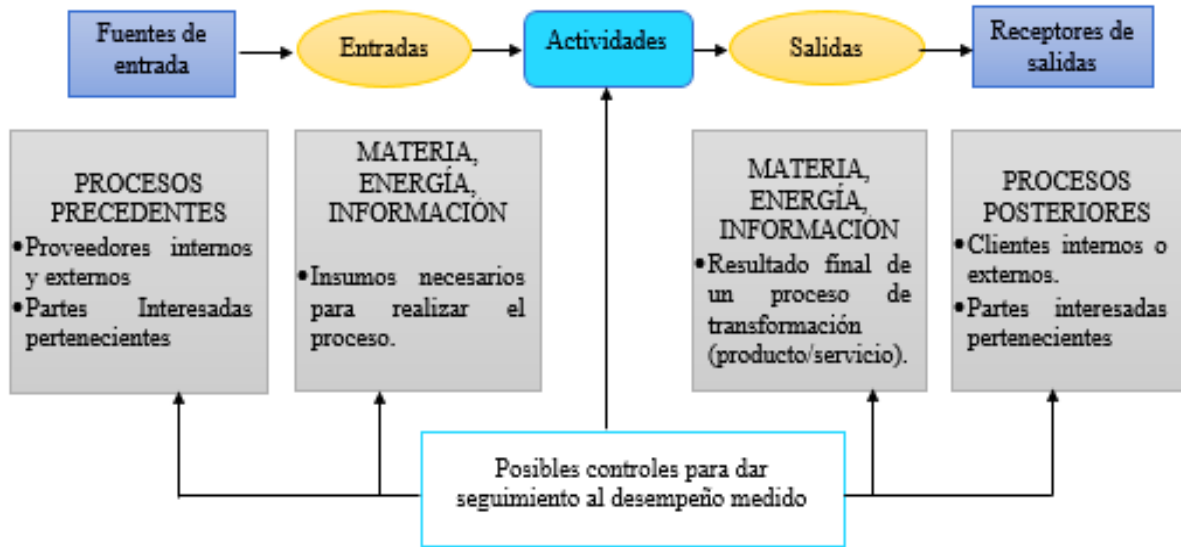 Fuentes de
entrada
Entradas
Actividades
Salidas
Receptores de
salidas
PROCESOS
PRECEDENTES
•Proveedores internos
y externos
•Partes Interesadas
pertenecientes
MATERIA,
ENERGÍA,
INFORMACIÓN
•Insumos necesarios
para realizar el
proceso.
MATERIA,
ENERGÍA,
INFORMACIÓN
•Resultado final de
un proceso de
transformación
(producto/servicio).
PROCESOS
POSTERIORES
•Clientes internos o
externos.
•Partes interesadas
pertenecientes
Posibles controles para dar
seguimiento al desempeño medido